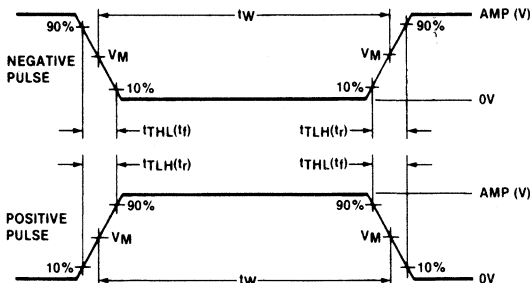 tW
AMP (V)
90%
90%
NEGATIVE
PULSE
VM
VM
10%
10%
0V
tTHL(tf)
tTLH(tr)
tTLH(tr)
tTHL(tf)
AMP (V)
90%
90%
POSITIVE
PULSE
VM
VM
10%
10%
tW
0V